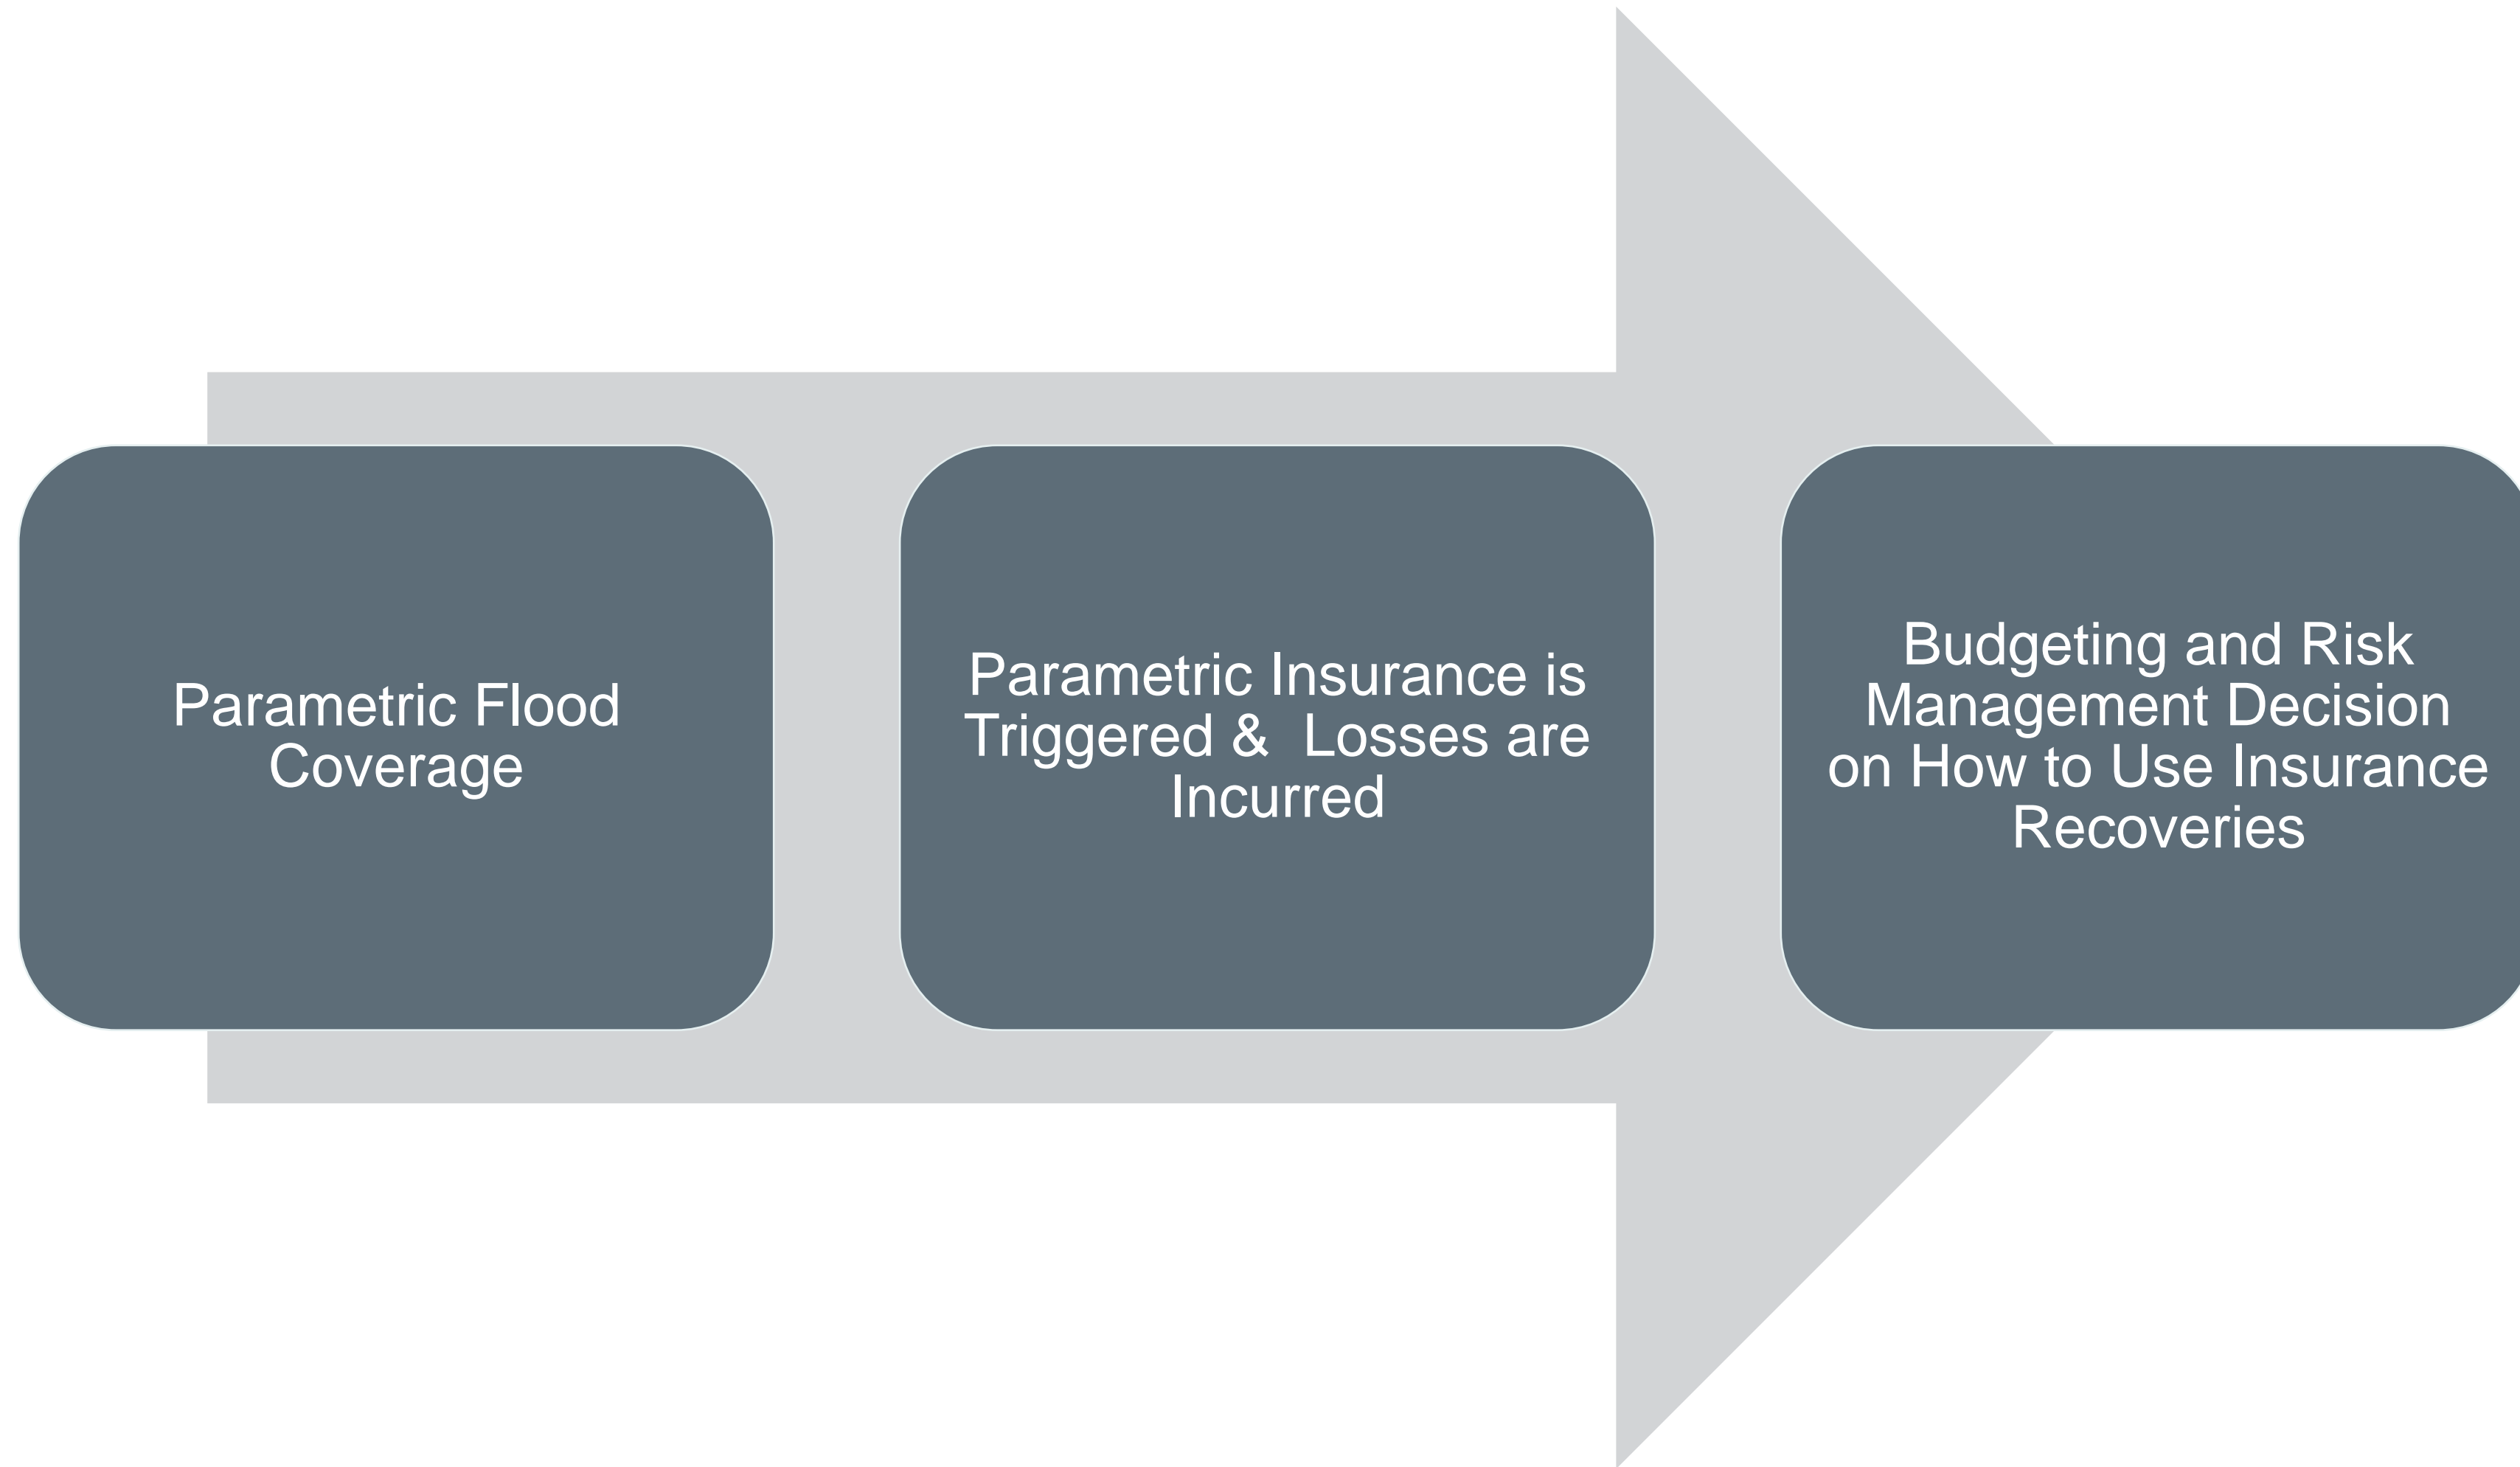 Parametric Flood
Coverage
Parametric Insurance is
Triggered &  Losses are
Incurred
Budgeting and Risk
Management Decision
on How to Use Insurance
Recoveries